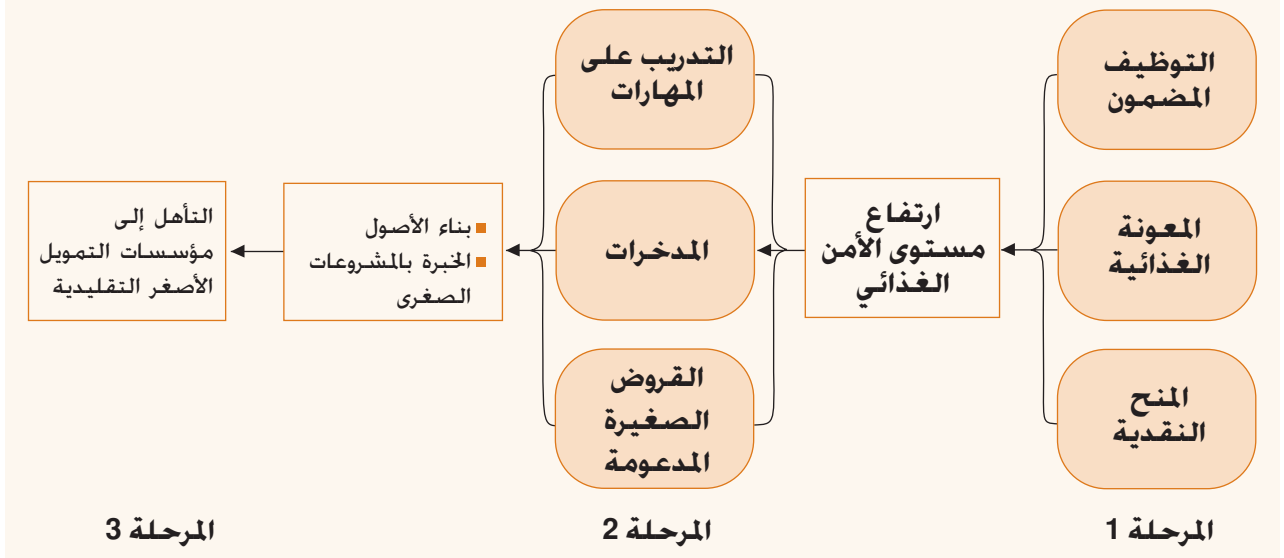 التوظيف
المضمون
المعونة
الغذائية
المنح
النقدية
ارتفاع
مستوى الأمن
الغذائي
التدريب على
المهارات
المدخرات
القروض
الصغيرة
المدعومة
■ بناء الأصول
■ الخبرة بالمشروعات
الصغرى
التأهل إلى
مؤسسات التمويل
الأصغر التقليدية
المرحلة 1
المرحلة 2
المرحلة 3